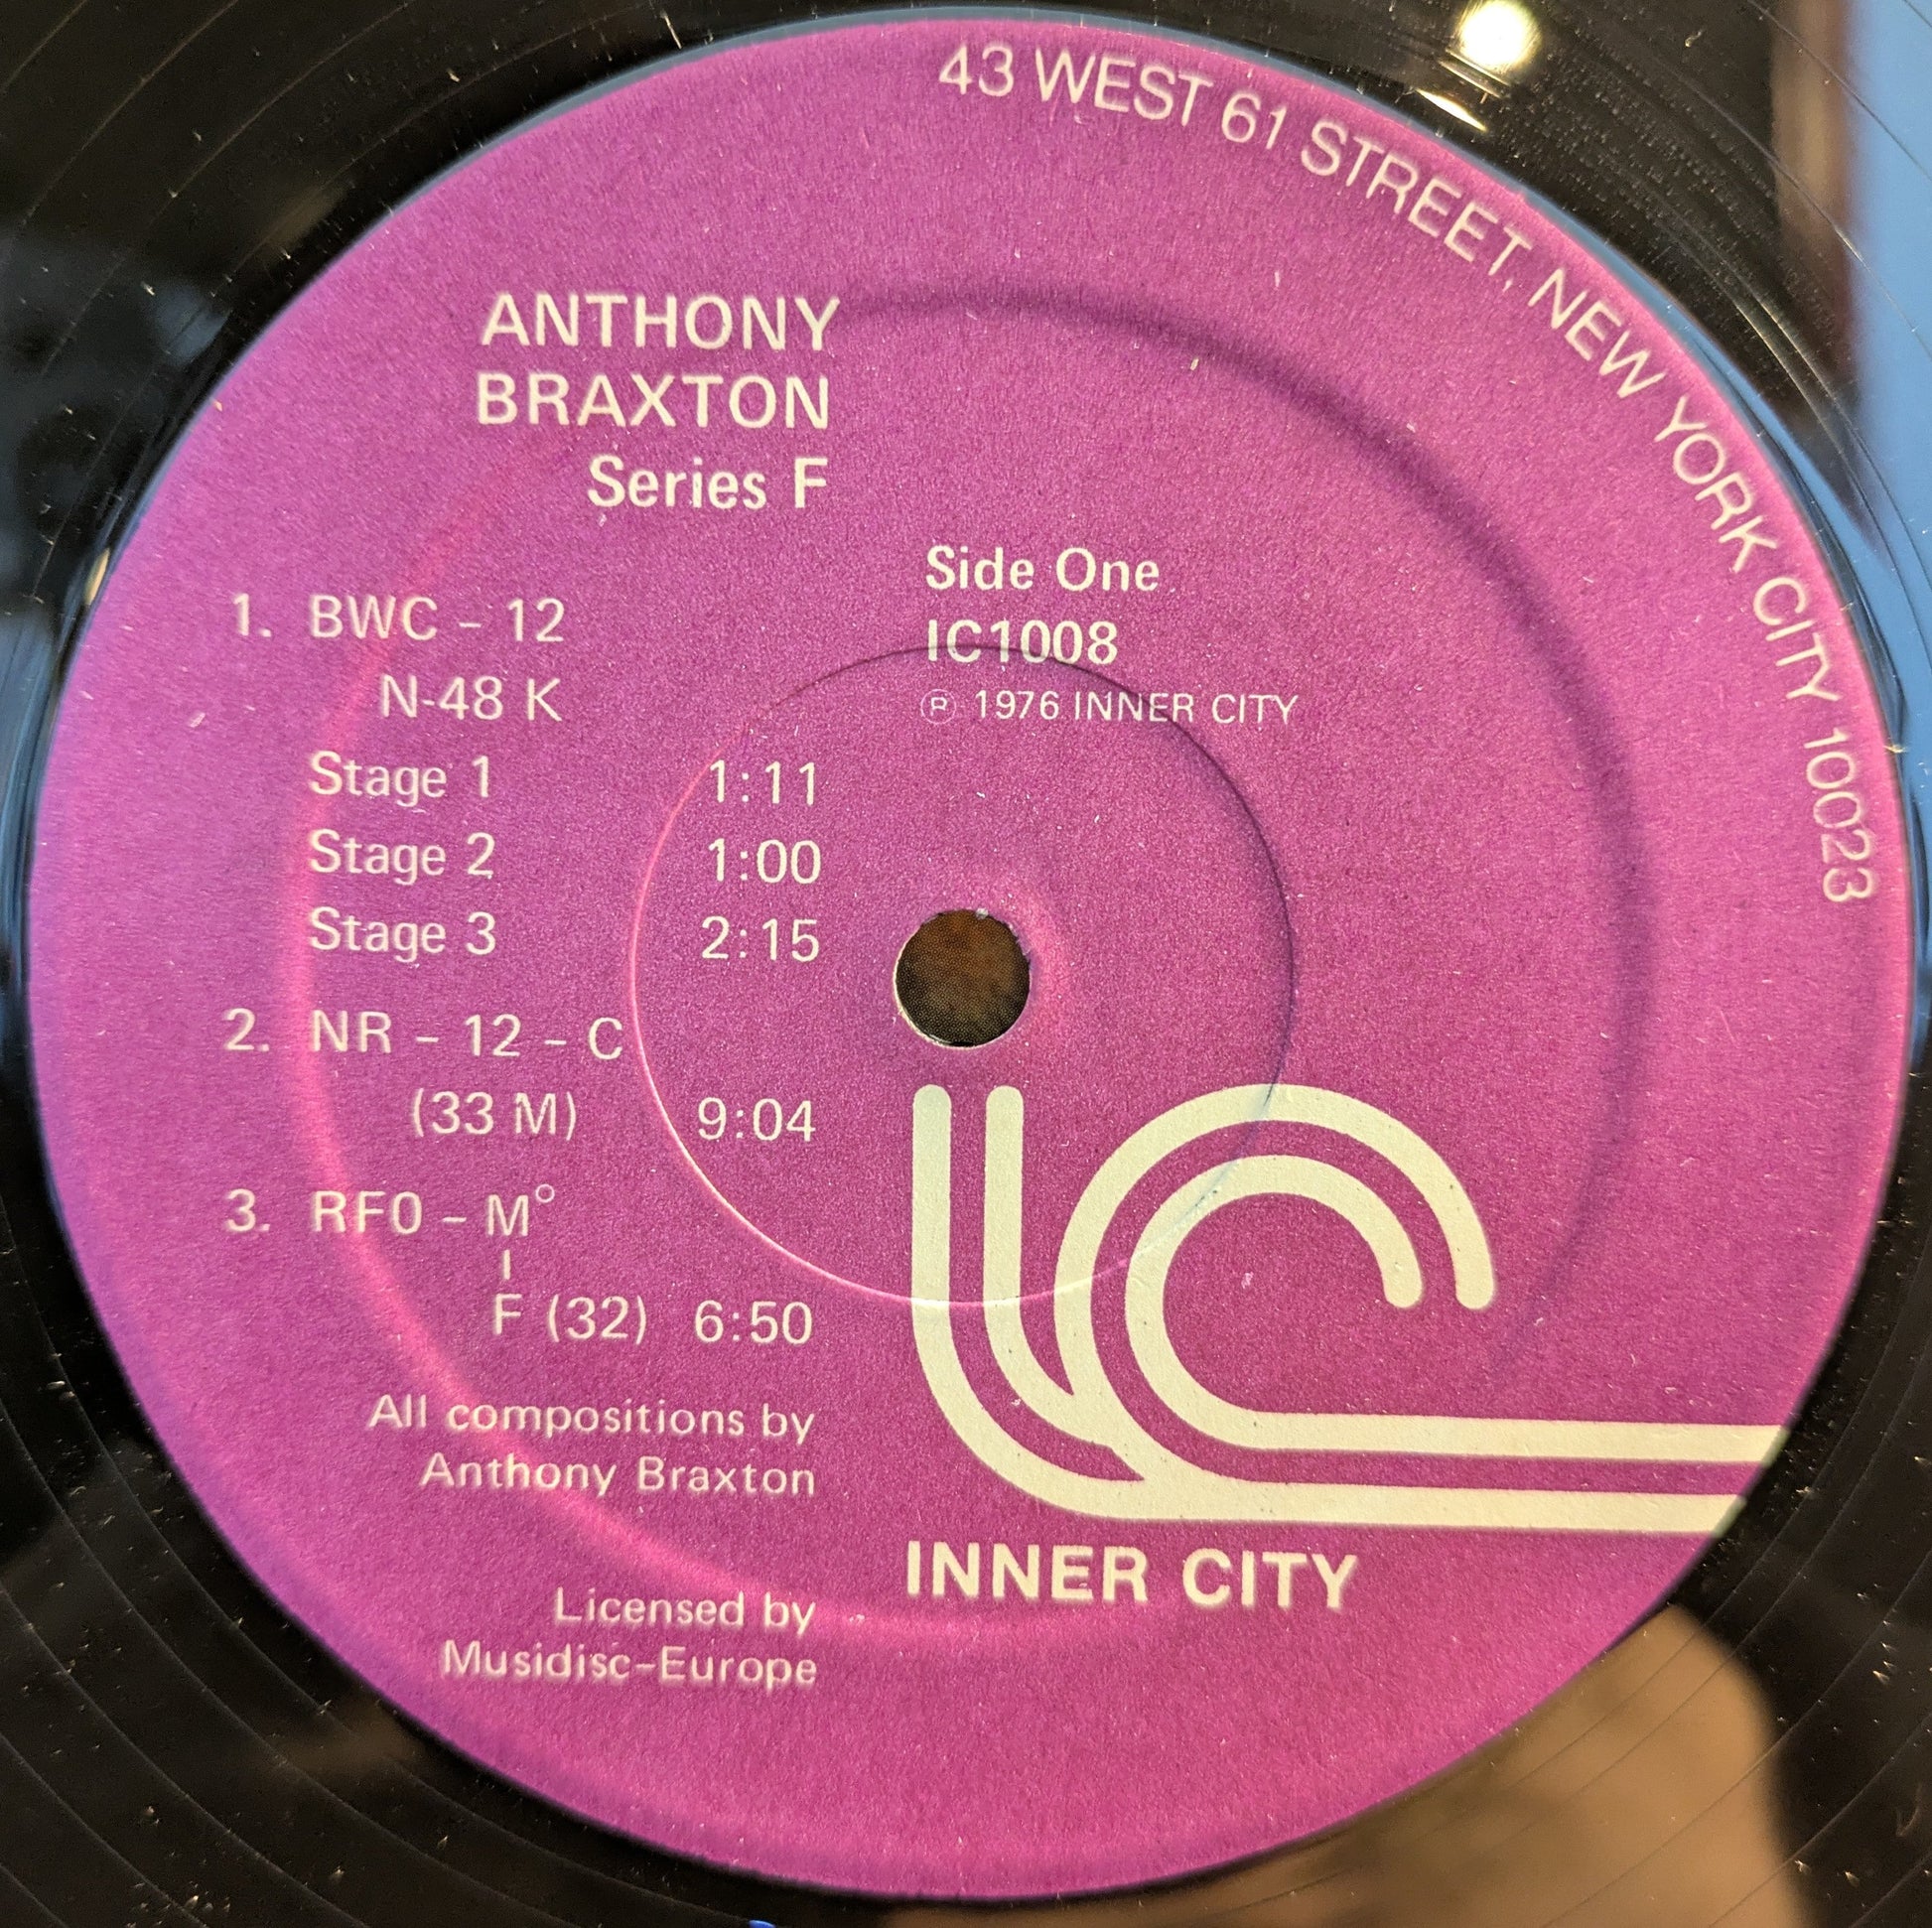 43 WEST 61 STREET, NEW YORK CITY 10023
ANTHONY
BRAXTON
Series F
Side One
IC1008
Ⓟ 1976 INNER CITY
1. BWC – 12
N-48 K
Stage 1 1:11
Stage 2 1:00
Stage 3 2:15
2. NR – 12 – C
(33 M) 9:04
3. RF0 – M°
|
F (32) 6:50
All compositions by
Anthony Braxton
Licensed by
Musidisc–Europe
IC
INNER CITY